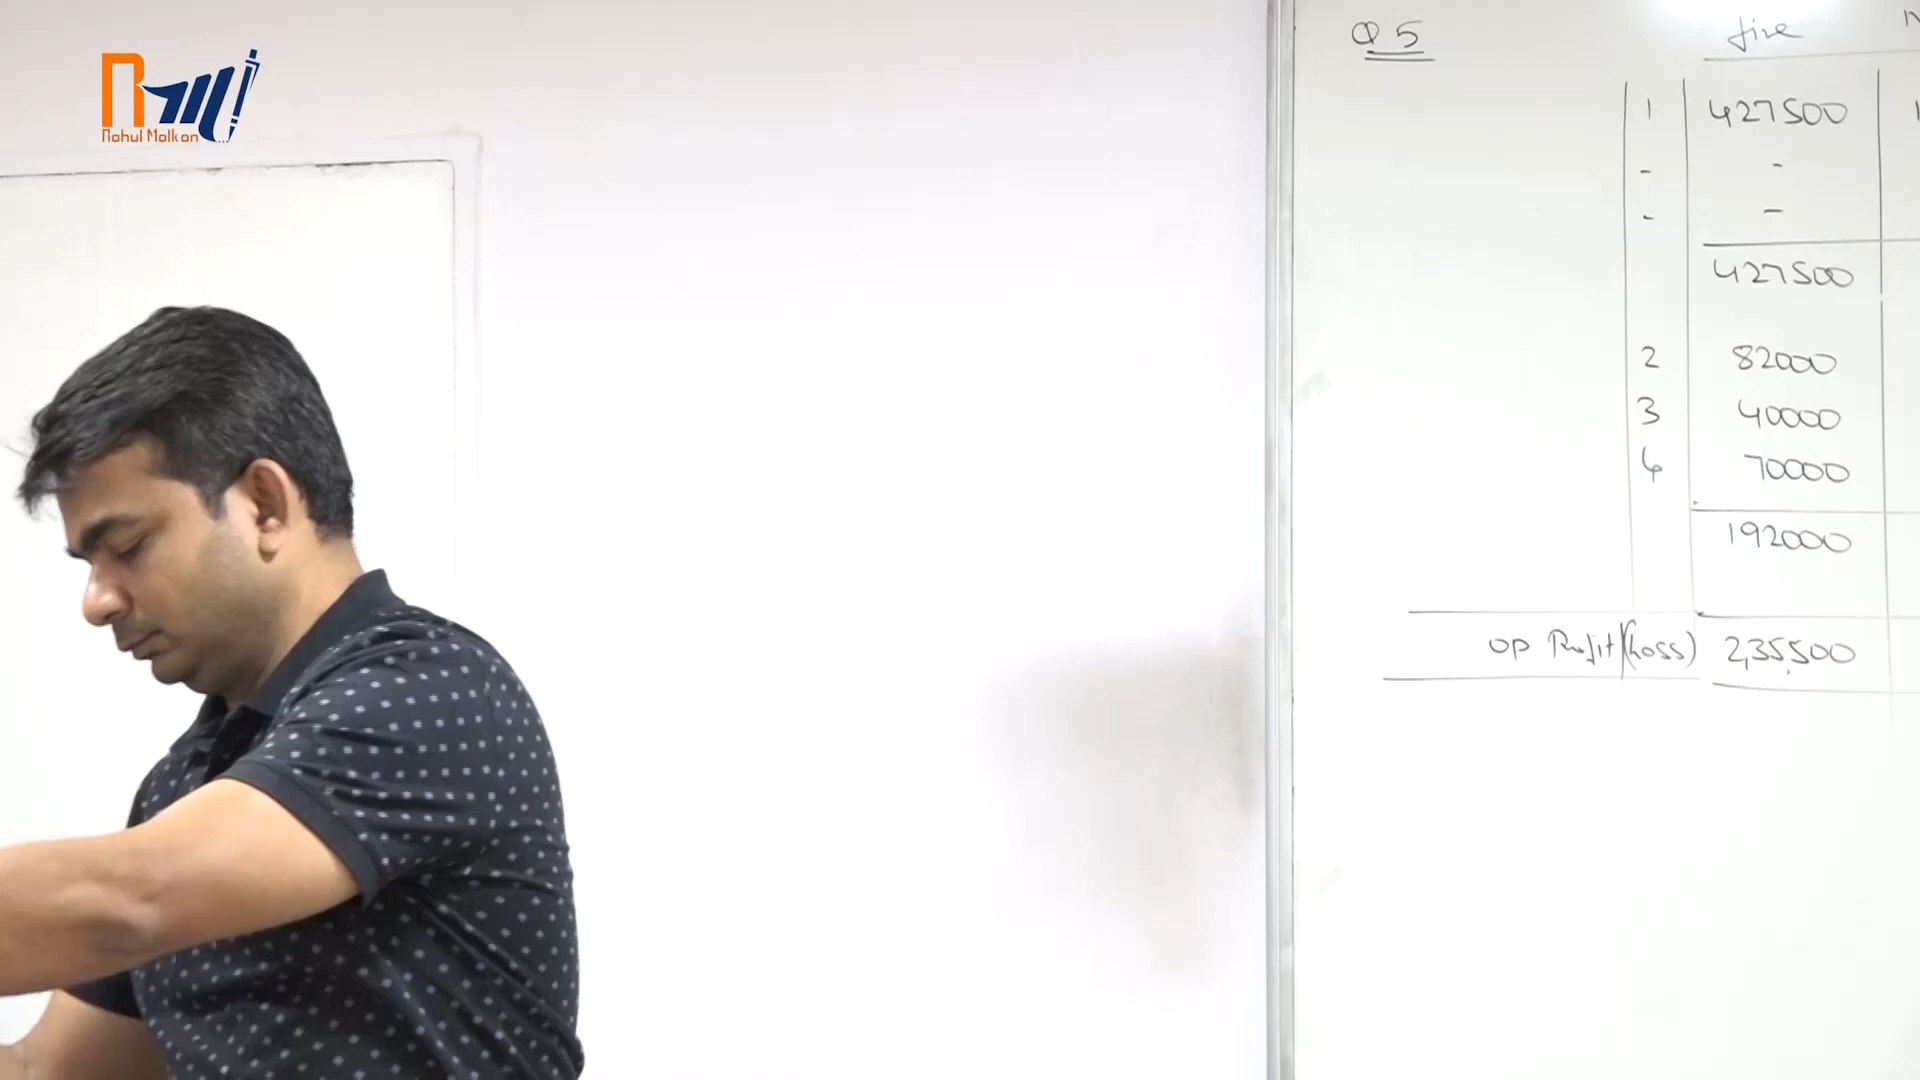 Rahul Malkan
Q 5
fire
1 427500
- -
- -
427500
2 82000
3 40000
4 70000
192000
op Profit/(Loss) 2,35,500